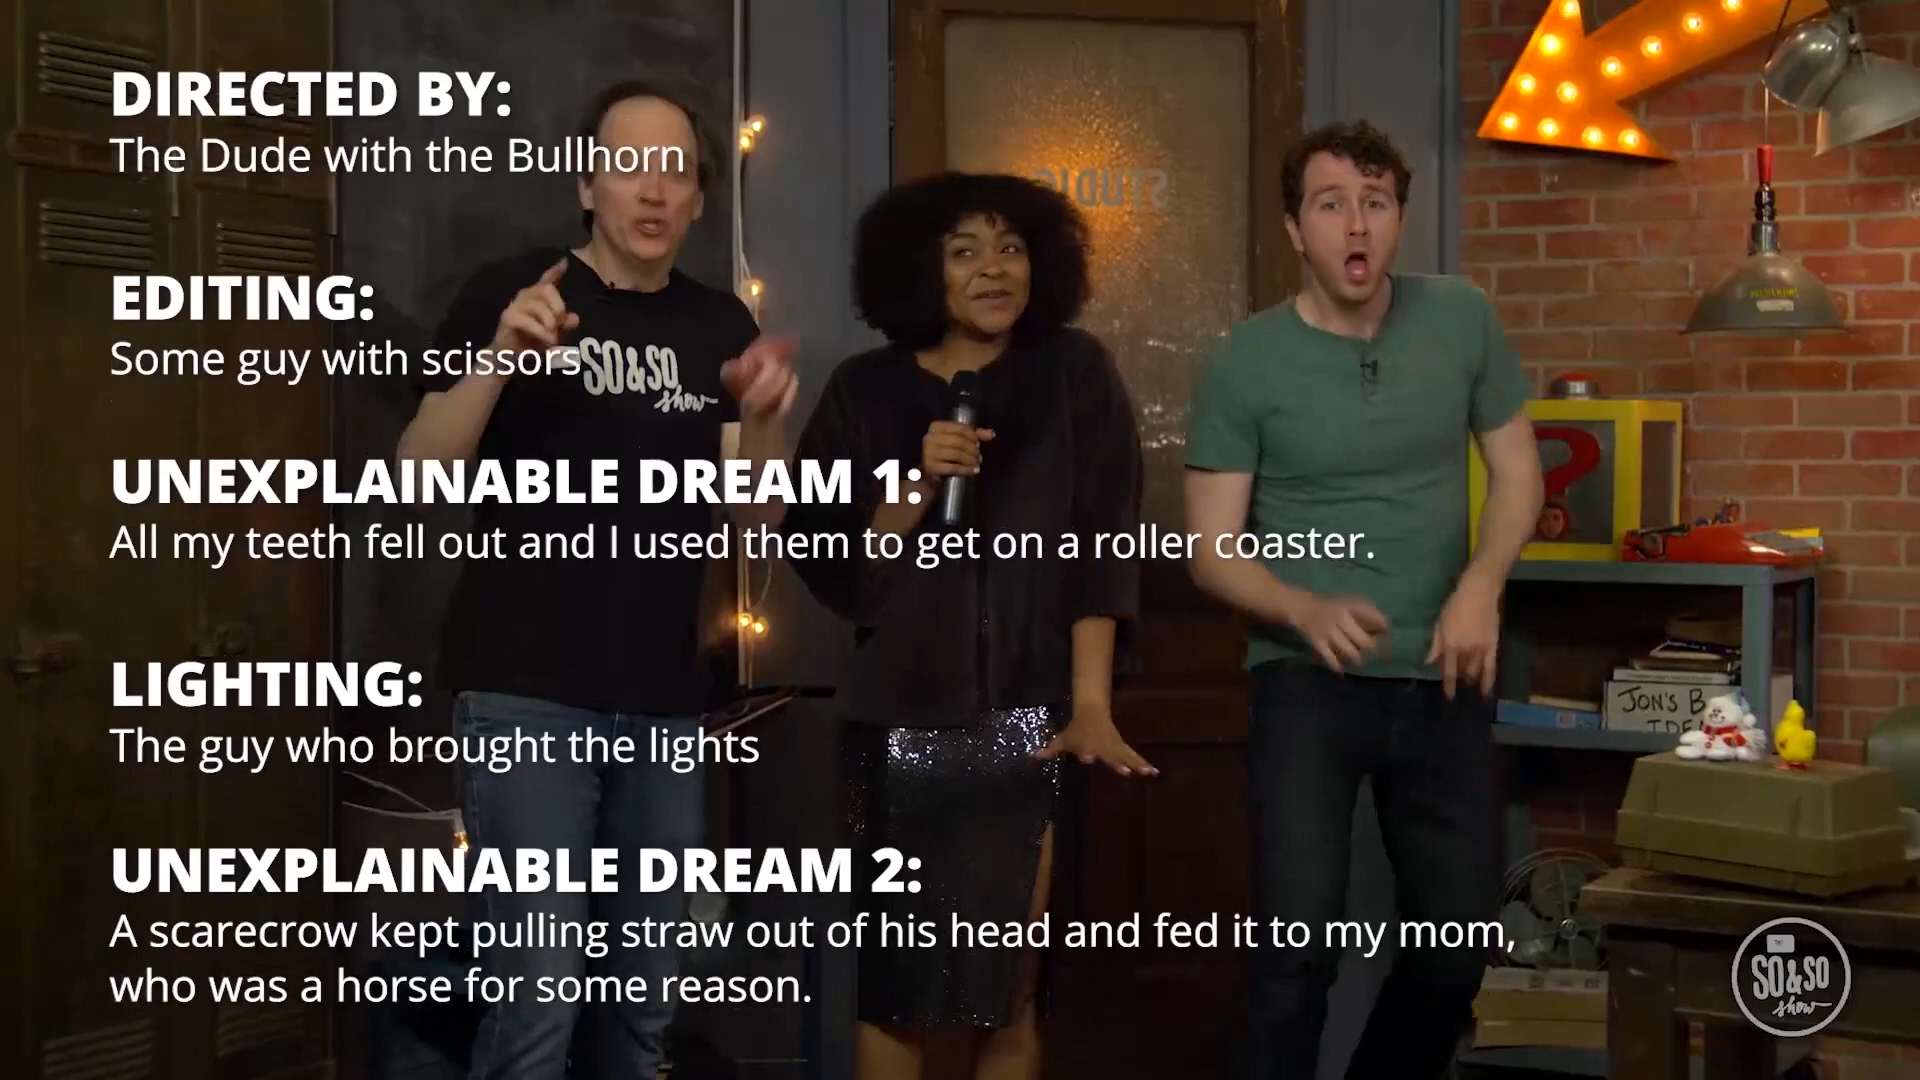 DIRECTED BY:
The Dude with the Bullhorn
EDITING:
Some guy with scissors
SO&SO
show
UNEXPLAINABLE DREAM 1:
All my teeth fell out and I used them to get on a roller coaster.
LIGHTING:
The guy who brought the lights
UNEXPLAINABLE DREAM 2:
A scarecrow kept pulling straw out of his head and fed it to my mom,
who was a horse for some reason.
STUDIO
?
JON'S B
IDE
SO&SO
show